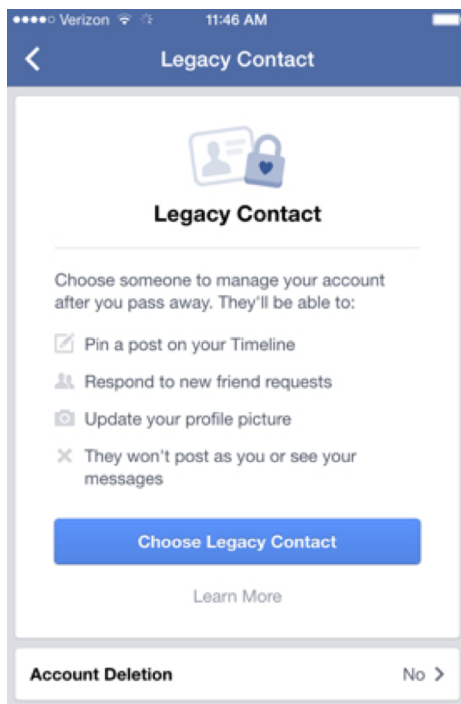 Verizon 11:46 AM
Legacy Contact
Legacy Contact
Choose someone to manage your account
after you pass away. They'll be able to:
Pin a post on your Timeline
Respond to new friend requests
Update your profile picture
They won't post as you or see your
messages
Choose Legacy Contact
Learn More
Account Deletion No